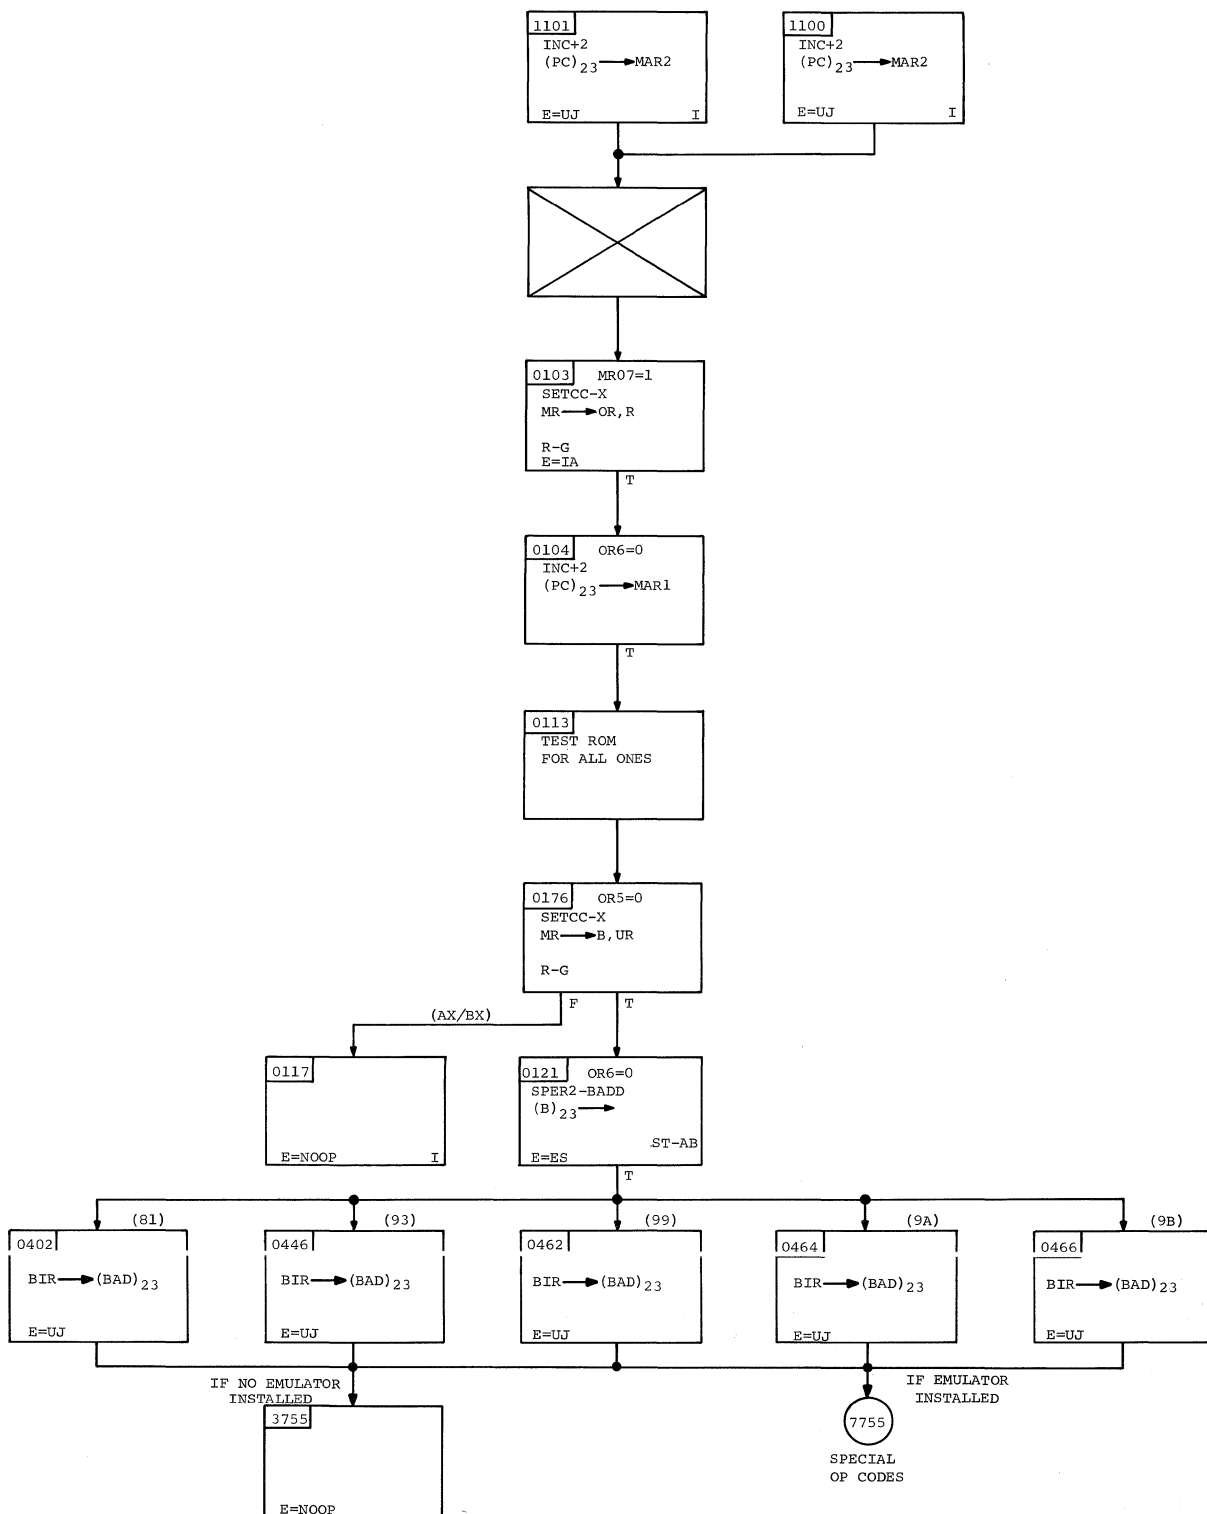 1101
INC+2
(PC)23→MAR2
E=UJ I
1100
INC+2
(PC)23→MAR2
E=UJ I
0103 MR07=1
SETCC-X
MR→OR,R
R-G
E=IA
T
0104 OR6=0
INC+2
(PC)23→MAR1
T
0113
TEST ROM
FOR ALL ONES
0176 OR5=0
SETCC-X
MR→B,UR
R-G
F T
(AX/BX)
0117
E=NOOP I
0121 OR6=0
SPER2-BADD
(B)23→
ST-AB
E=ES
T
(81)
0402
BIR→(BAD)23
E=UJ
(93)
0446
BIR→(BAD)23
E=UJ
(99)
0462
BIR→(BAD)23
E=UJ
(9A)
0464
BIR→(BAD)23
E=UJ
(9B)
0466
BIR→(BAD)23
E=UJ
IF NO EMULATOR
INSTALLED
3755
E=NOOP
IF EMULATOR
INSTALLED
7755
SPECIAL
OP CODES